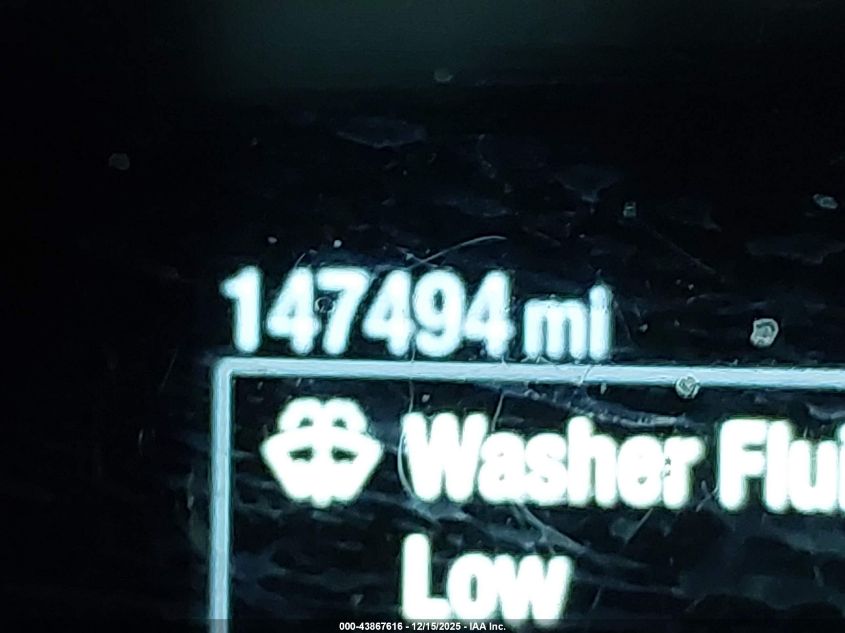 147494 mi
Washer Flui
Low
000-43867616 - 12/15/2025 - IAA Inc.